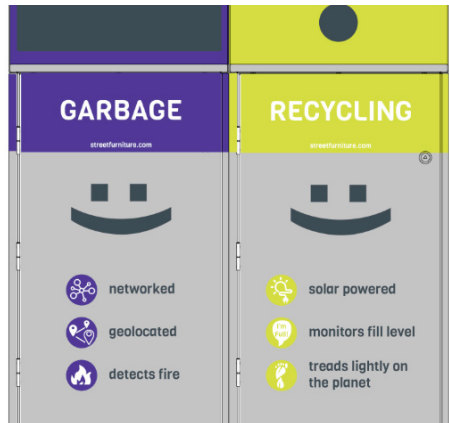 GARBAGE
streetfurniture.com
networked
geolocated
detects fire
RECYCLING
streetfurniture.com
solar powered
I'M
FULL!
monitors fill level
treads lightly on
the planet